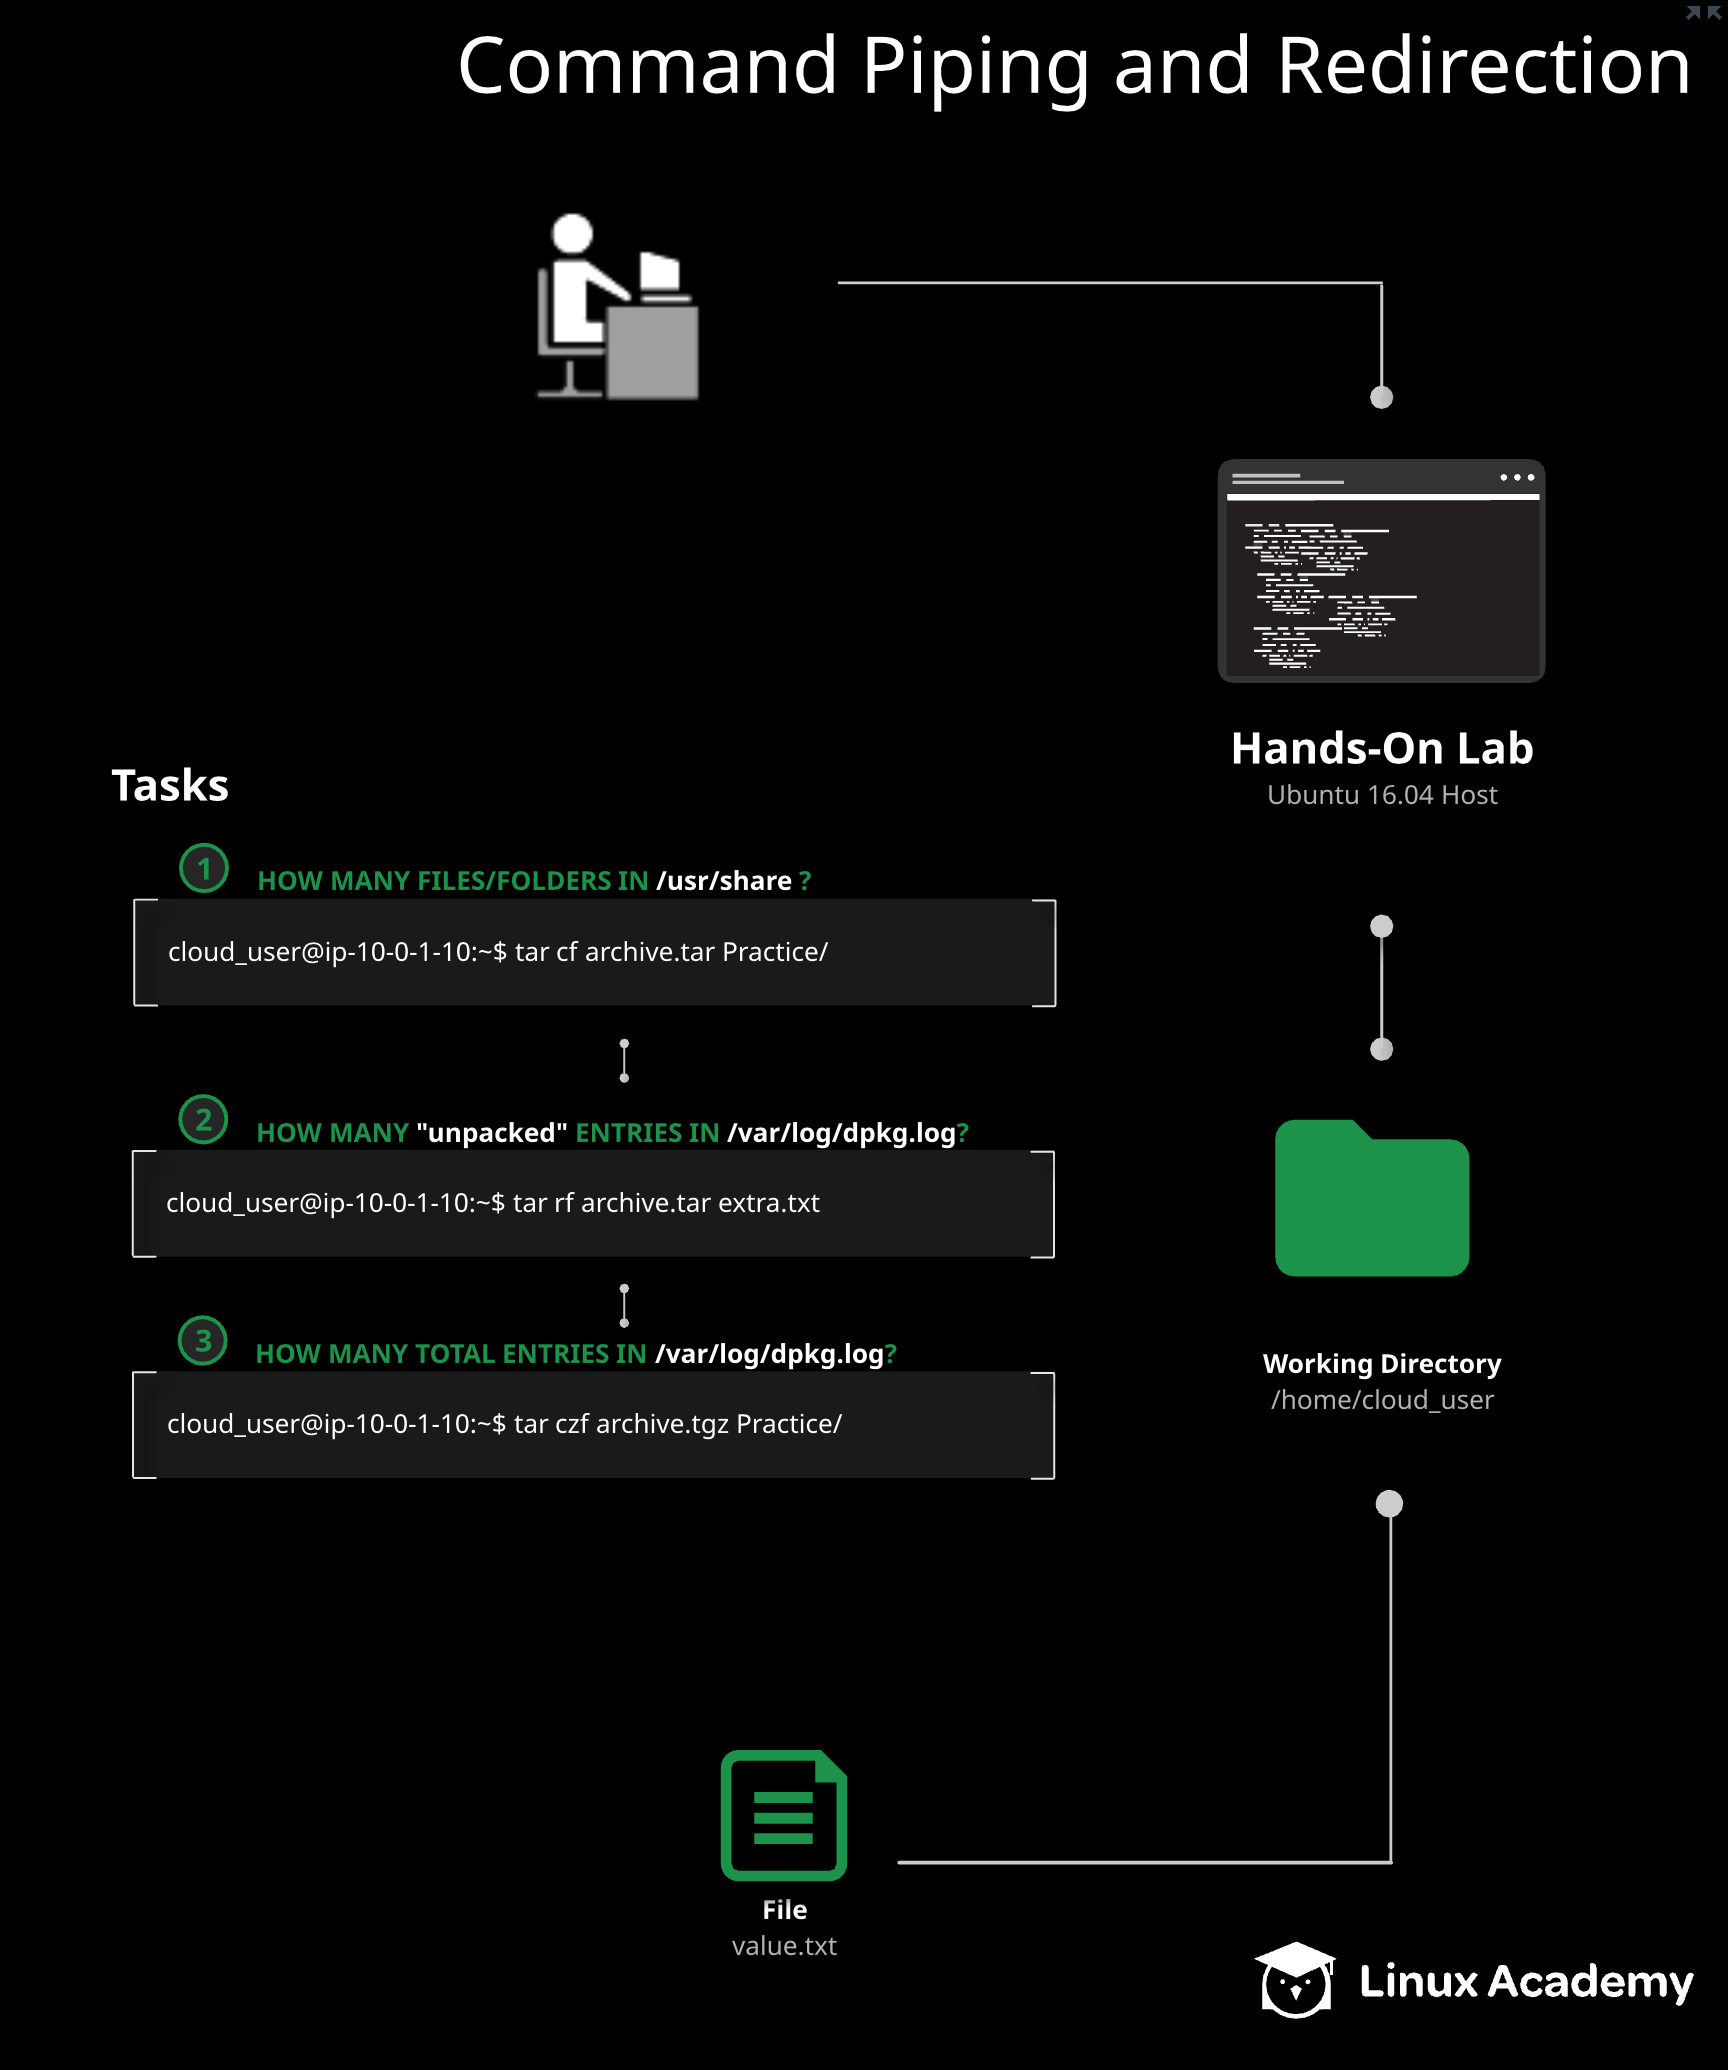 Command Piping and Redirection
Hands-On Lab
Ubuntu 16.04 Host
Tasks
1
HOW MANY FILES/FOLDERS IN /usr/share ?
cloud_user@ip-10-0-1-10:~$ tar cf archive.tar Practice/
2
HOW MANY "unpacked" ENTRIES IN /var/log/dpkg.log?
cloud_user@ip-10-0-1-10:~$ tar rf archive.tar extra.txt
3
HOW MANY TOTAL ENTRIES IN /var/log/dpkg.log?
cloud_user@ip-10-0-1-10:~$ tar czf archive.tgz Practice/
Working Directory
/home/cloud_user
File
value.txt
Linux Academy